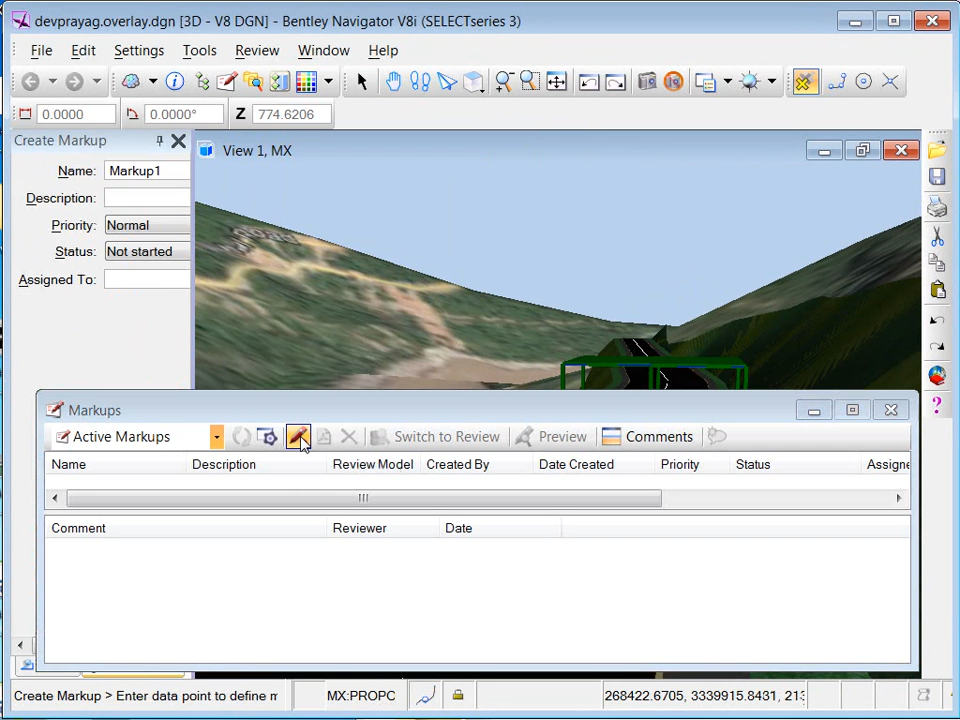 devprayag.overlay.dgn [3D - V8 DGN] - Bentley Navigator V8i (SELECTseries 3)
File Edit Settings Tools Review Window Help
0.0000 0.0000° Z 774.6206
Create Markup
View 1, MX
Name: Markup1
Description:
Priority: Normal
Status: Not started
Assigned To:
Markups
Active Markups Switch to Review Preview Comments
Name Description Review Model Created By Date Created Priority Status Assigne
Comment Reviewer Date
Create Markup > Enter data point to define m MX:PROPC 268422.6705, 3339915.8431, 213